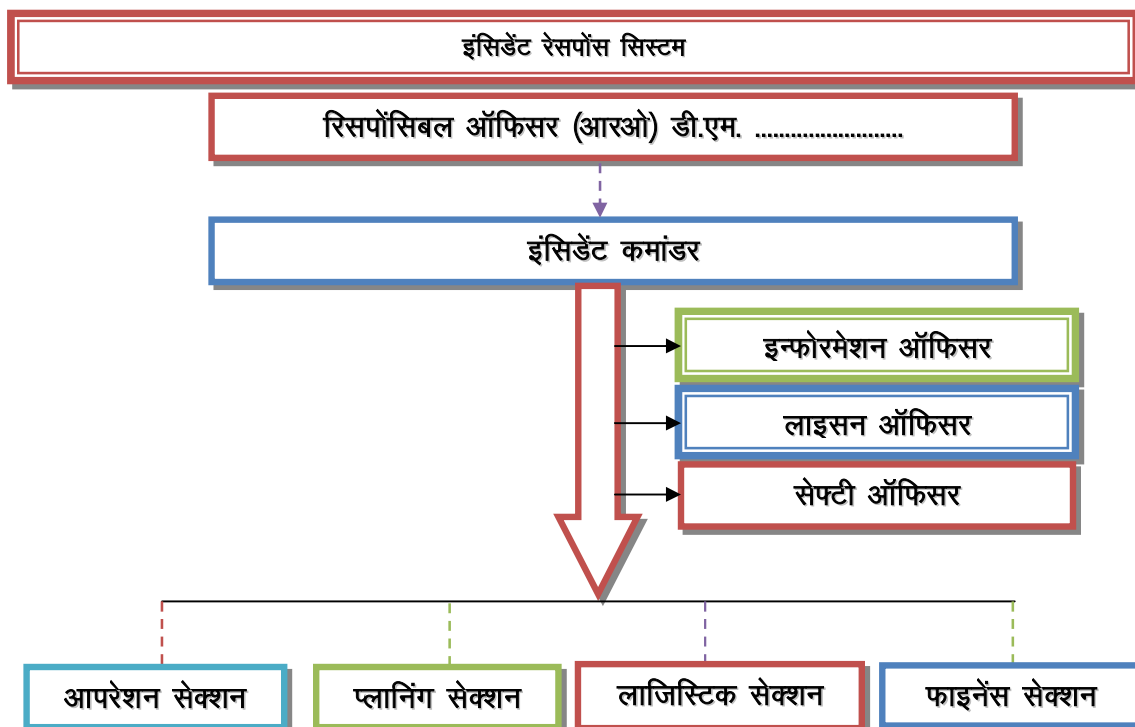 इंसिडेंट रेसपोंस सिस्टम
रिसपोंसिबल ऑफिसर (आरओ) डी.एम. .........................
इंसिडेंट कमांडर
इन्फोरमेशन ऑफिसर
लाइसन ऑफिसर
सेफ्टी ऑफिसर
आपरेशन सेक्शन
प्लानिंग सेक्शन
लाजिस्टिक सेक्शन
फाइनेंस सेक्शन